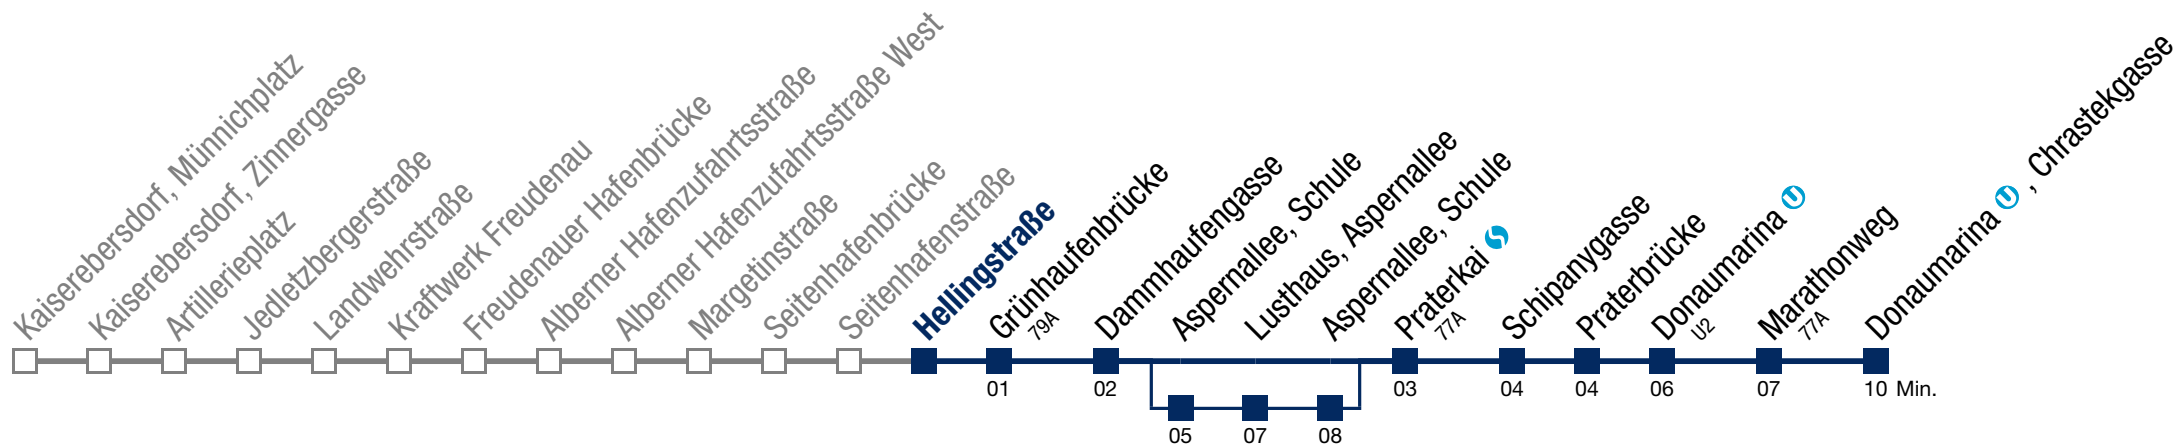 Kaiserebersdorf, Münnichplatz
Kaiserebersdorf, Zinnergasse
Artillerieplatz
Jedletzbergerstraße
Landwehrstraße
Kraftwerk Freudenau
Freudenauer Hafenbrücke
Alberner Hafenzufahrtsstraße
Alberner Hafenzufahrtsstraße West
Margetinstraße
Seitenhafenbrücke
Seitenhafenstraße
Hellingstraße
Grünhaufenbrücke
79A
Dammhaufengasse
Aspernallee, Schule
Lusthaus, Aspernallee
Aspernallee, Schule
Praterkai
77A
Schipanygasse
Praterbrücke
Donaumarina U
U2
Marathonweg
77A
Donaumarina U , Chrastekgasse
01 02 03 04 04 06 07 10 Min.
05 07 08